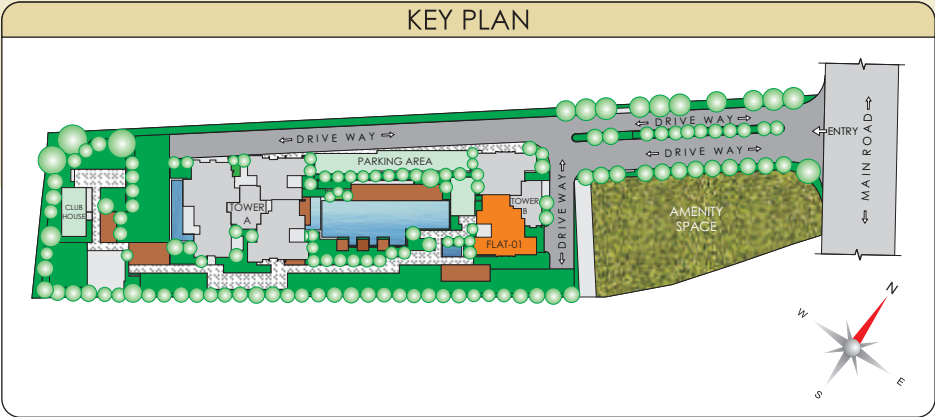 KEY PLAN
DRIVE WAY
DRIVE WAY
DRIVE WAY
ENTRY
MAIN ROAD
PARKING AREA
DRIVE WAY
CLUB
HOUSE
TOWER
A
TOWER
B
FLAT-01
AMENITY
SPACE
N
W
E
S